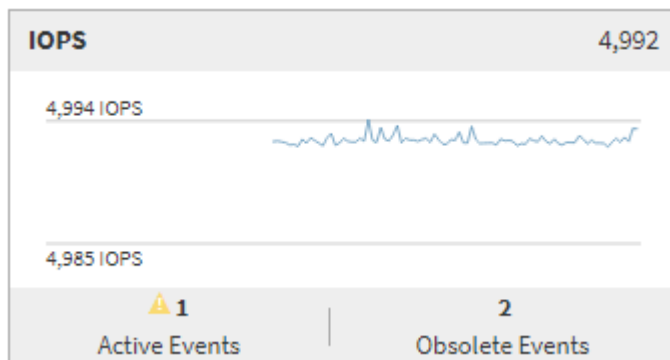 IOPS 4,992
4,994 IOPS
4,985 IOPS
1 2
Active Events Obsolete Events